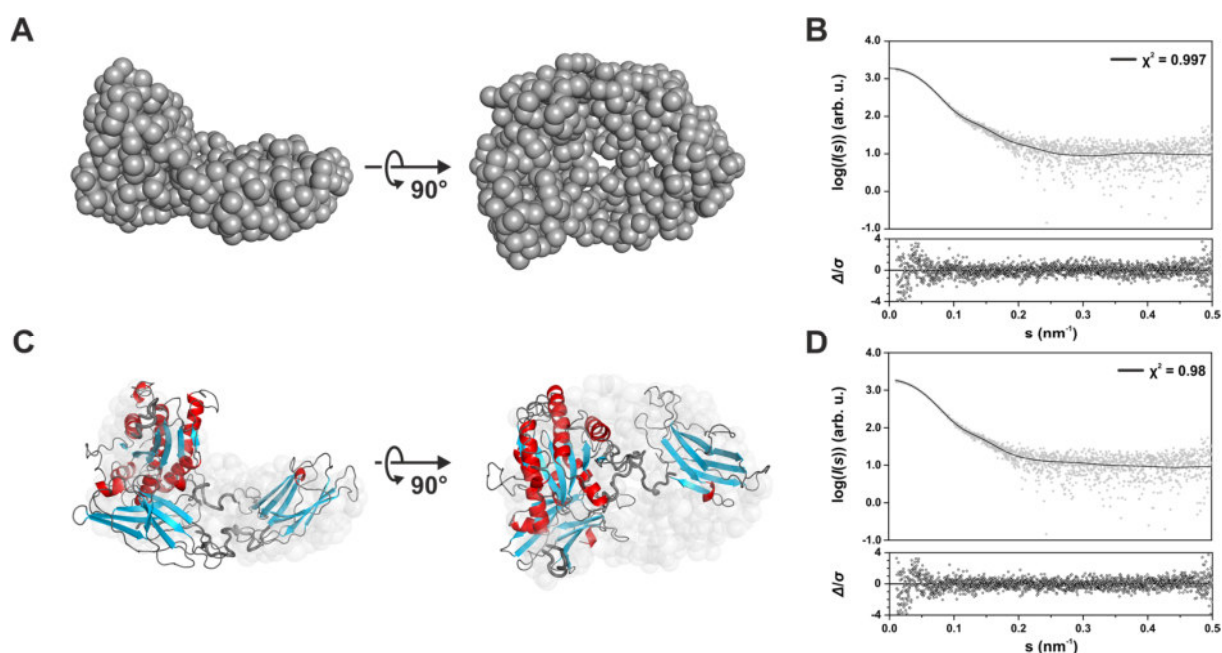 A
90°
B
χ² = 0.997
log(I(s)) (arb. u.)
4.0
3.0
2.0
1.0
0.0
-1.0
Δ/σ
4
0
-4
0.0 0.1 0.2 0.3 0.4 0.5
s (nm⁻¹)
C
90°
D
χ² = 0.98
log(I(s)) (arb. u.)
4.0
3.0
2.0
1.0
0.0
-1.0
Δ/σ
4
0
-4
0.0 0.1 0.2 0.3 0.4 0.5
s (nm⁻¹)